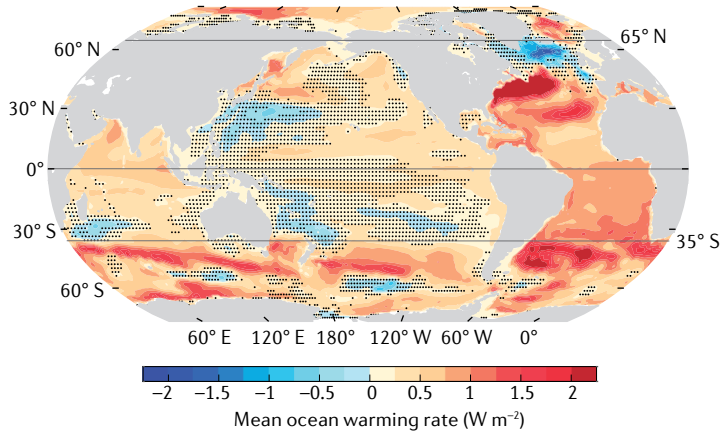 60° N
65° N
30° N
0°
30° S
35° S
60° S
60° E 120° E 180° 120° W 60° W 0°
−2 −1.5 −1 −0.5 0 0.5 1 1.5 2
Mean ocean warming rate (W m⁻²)